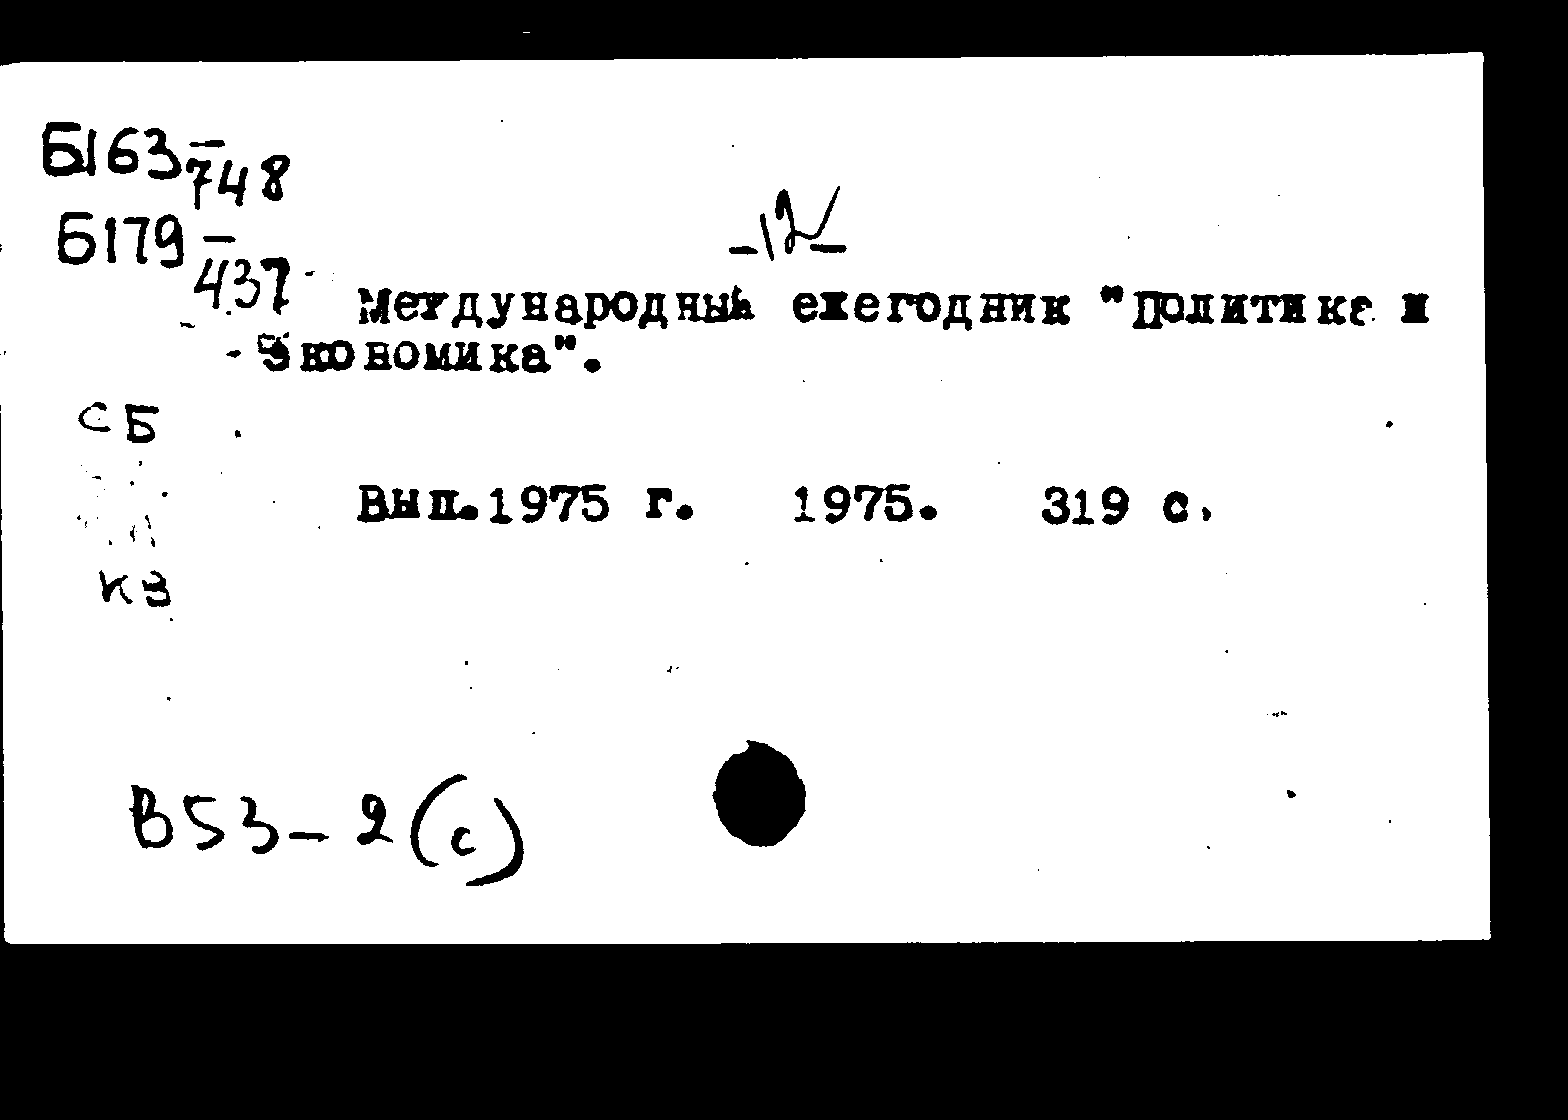 Б163-748
Б179-437
-12-
Международный ежегодник "Политика и
Экономика".
СБ
Вып.1975 г. 1975. 319 с.
КЗ
В53-2(с)